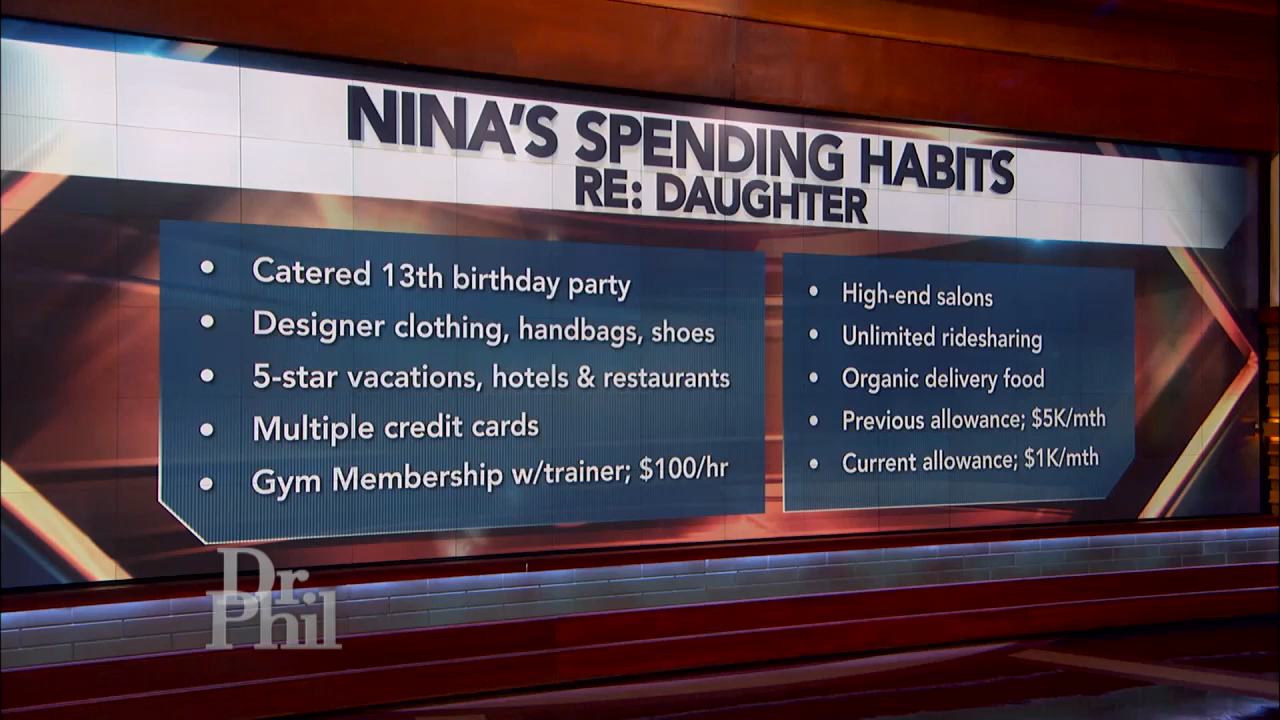 NINA'S SPENDING HABITS
RE: DAUGHTER
• Catered 13th birthday party
• Designer clothing, handbags, shoes
• 5-star vacations, hotels & restaurants
• Multiple credit cards
• Gym Membership w/trainer; $100/hr
• High-end salons
• Unlimited ridesharing
• Organic delivery food
• Previous allowance; $5K/mth
• Current allowance; $1K/mth
Dr.
Phil